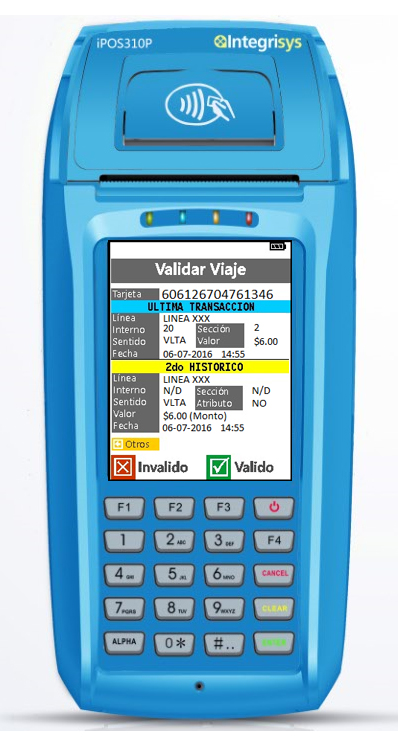 iPOS310P Integrisys
Validar Viaje
Tarjeta 606126704761346
ULTIMA TRANSACCION
Línea LINEA XXX
Interno 20 Sección 2
Sentido VLTA Valor $6.00
Fecha 06-07-2016 14:55
2do HISTORICO
Línea LINEA XXX
Interno N/D Sección N/D
Sentido VLTA Atributo NO
Valor $6.00 (Monto)
Fecha 06-07-2016 14:55
Otros
Invalido Valido
F1 F2 F3
1 2 ABC 3 DEF F4
4 GHI 5 JKL 6 MNO CANCEL
7 PQRS 8 TUV 9 WXYZ CLEAR
ALPHA 0* #.. ENTER